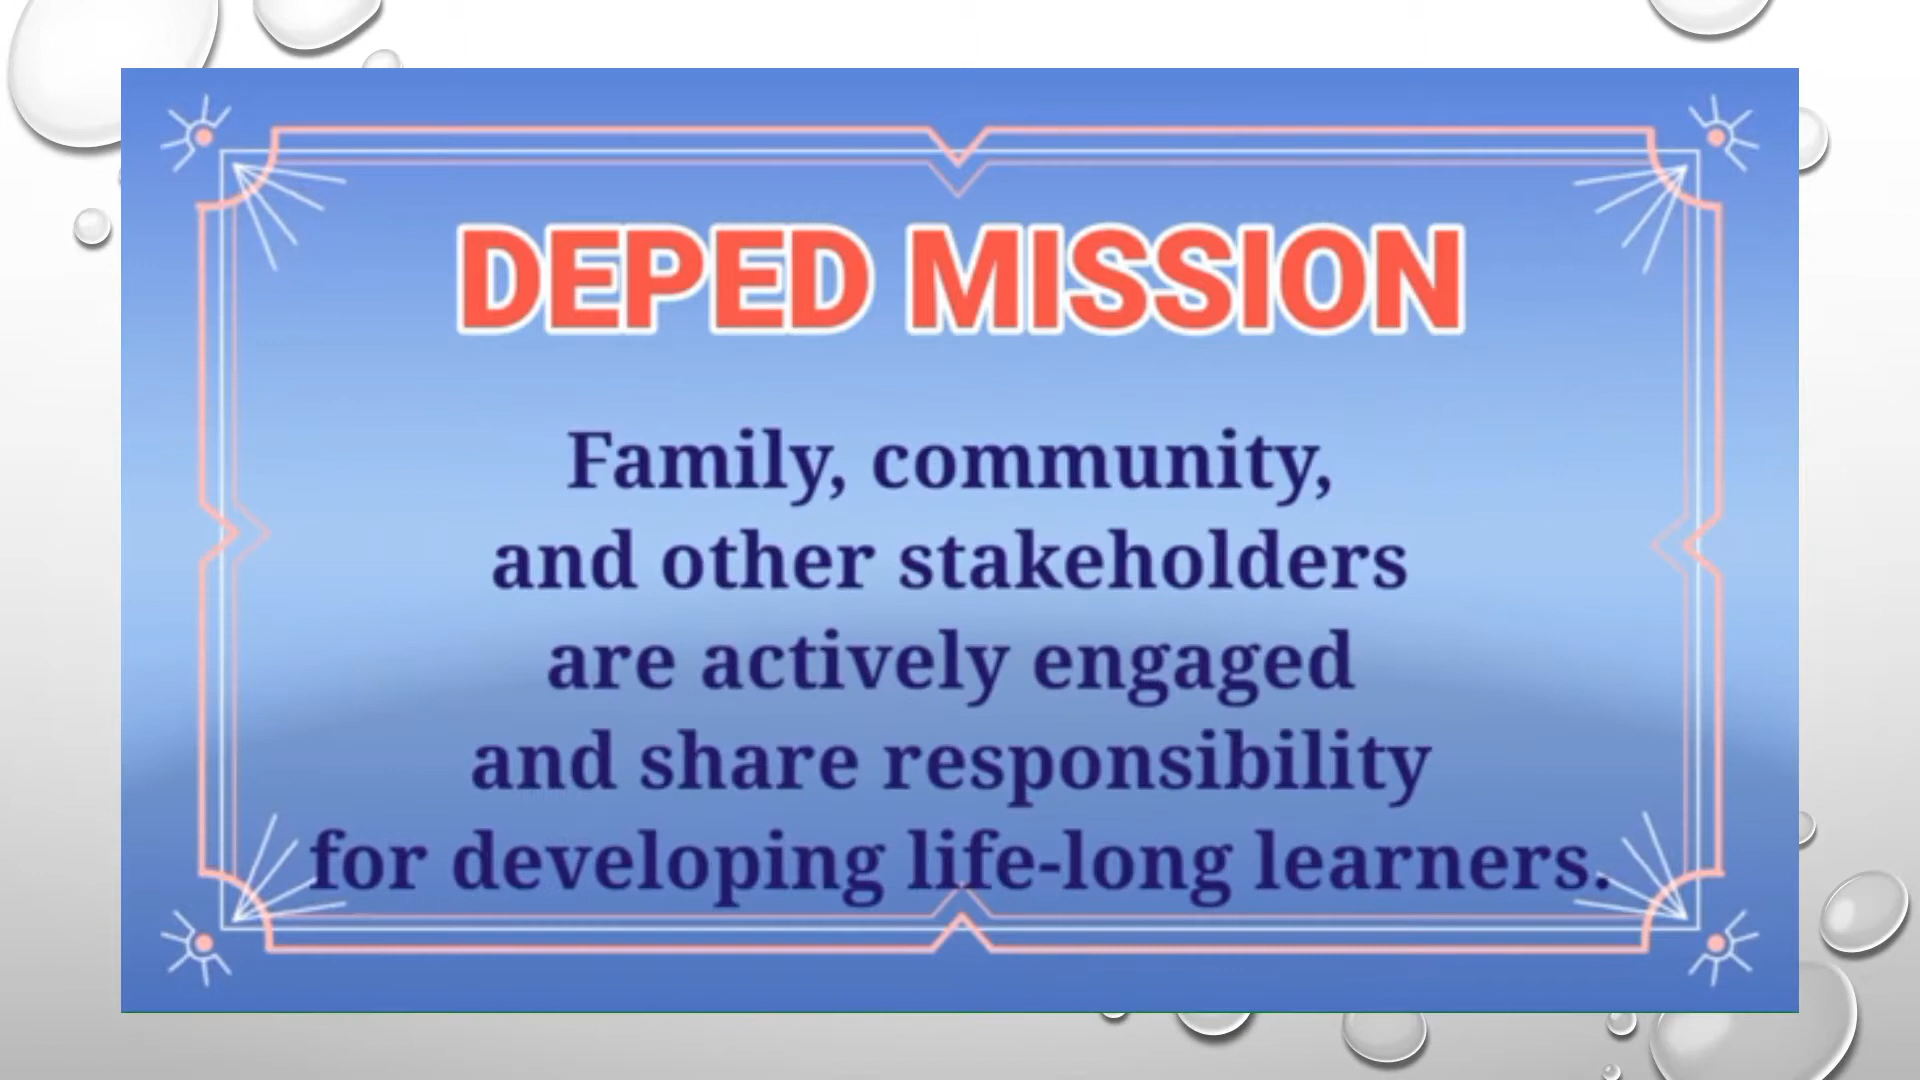 DEPED MISSION
Family, community,
and other stakeholders
are actively engaged
and share responsibility
for developing life-long learners.